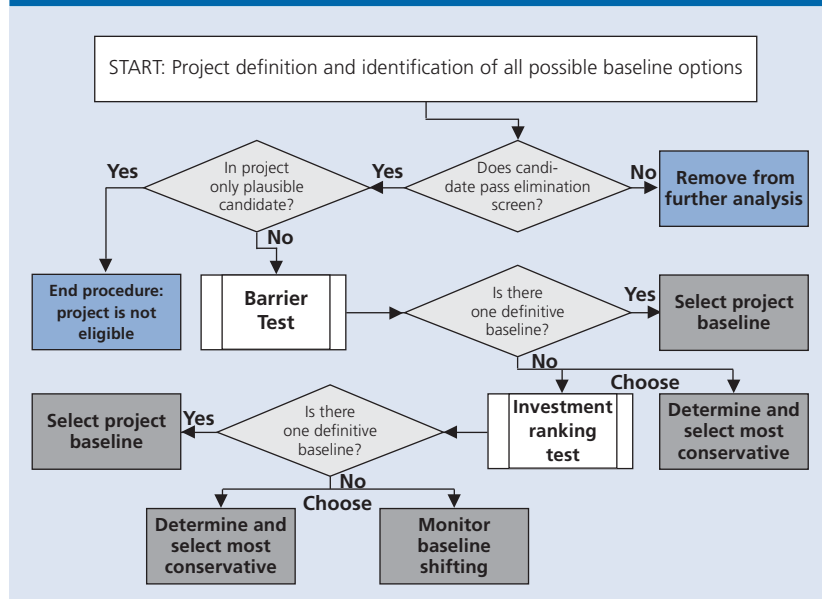 START: Project definition and identification of all possible baseline options
Yes
In project
only plausible
candidate?
Yes
Does candi-
date pass elimination
screen?
No
Remove from
further analysis
No
End procedure:
project is not
eligible
Barrier
Test
Is there
one definitive
baseline?
Yes
Select project
baseline
No
Choose
Select project
baseline
Yes
Is there
one definitive
baseline?
Investment
ranking
test
Determine and
select most
conservative
No
Choose
Determine and
select most
conservative
Monitor
baseline
shifting